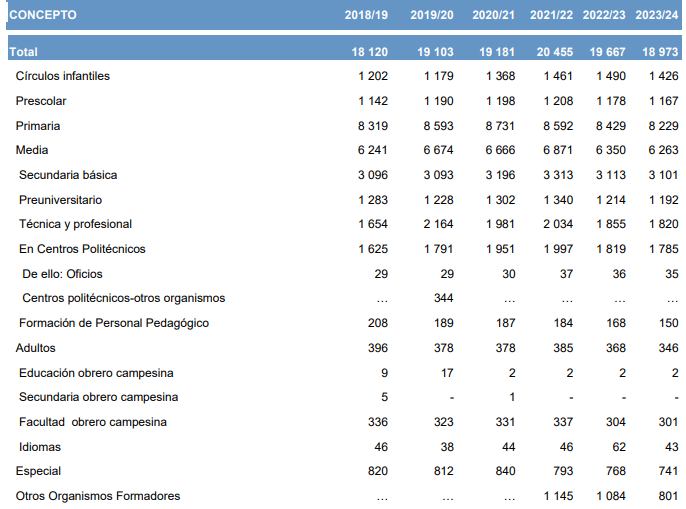 CONCEPTO 2018/19 2019/20 2020/21 2021/22 2022/23 2023/24
Total 18 120 19 103 19 181 20 455 19 667 18 973
Círculos infantiles 1 202 1 179 1 368 1 461 1 490 1 426
Prescolar 1 142 1 190 1 198 1 208 1 178 1 167
Primaria 8 319 8 593 8 731 8 592 8 429 8 229
Media 6 241 6 674 6 666 6 871 6 350 6 263
Secundaria básica 3 096 3 093 3 196 3 313 3 113 3 101
Preuniversitario 1 283 1 228 1 302 1 340 1 214 1 192
Técnica y profesional 1 654 2 164 1 981 2 034 1 855 1 820
En Centros Politécnicos 1 625 1 791 1 951 1 997 1 819 1 785
De ello: Oficios 29 29 30 37 36 35
Centros politécnicos-otros organismos … 344 … … … …
Formación de Personal Pedagógico 208 189 187 184 168 150
Adultos 396 378 378 385 368 346
Educación obrero campesina 9 17 2 2 2 2
Secundaria obrero campesina 5 - 1 - - -
Facultad obrero campesina 336 323 331 337 304 301
Idiomas 46 38 44 46 62 43
Especial 820 812 840 793 768 741
Otros Organismos Formadores … … … 1 145 1 084 801